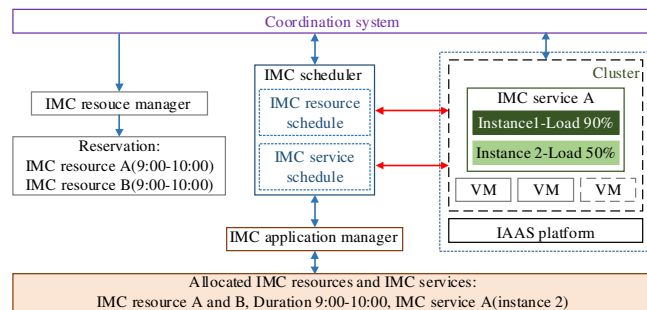 Coordination system
IMC resouce manager
Reservation:
IMC resource A(9:00-10:00)
IMC resource B(9:00-10:00)
IMC scheduler
IMC resource
schedule
IMC service
schedule
IMC application manager
Cluster
IMC service A
Instance1-Load 90%
Instance 2-Load 50%
VM
VM
VM
IAAS platform
Allocated IMC resources and IMC services:
IMC resource A and B, Duration 9:00-10:00, IMC service A(instance 2)